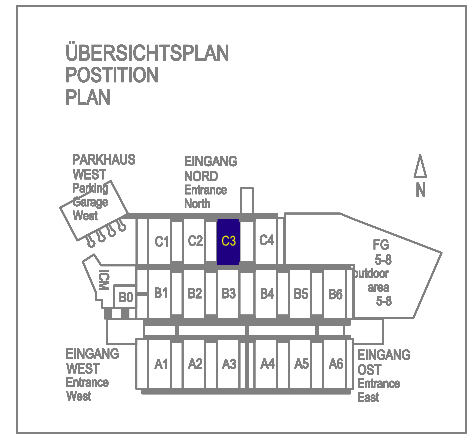 ÜBERSICHTSPLAN
POSTITION
PLAN
PARKHAUS
WEST
Parking
Garage
West
EINGANG
NORD
Entrance
North
N
C1 C2 C3 C4
FG
5-8
utdoor
area
5-8
ICM
B0 B1 B2 B3 B4 B5 B6
EINGANG
WEST
Entrance
West
A1 A2 A3 A4 A5 A6
EINGANG
OST
Entrance
East